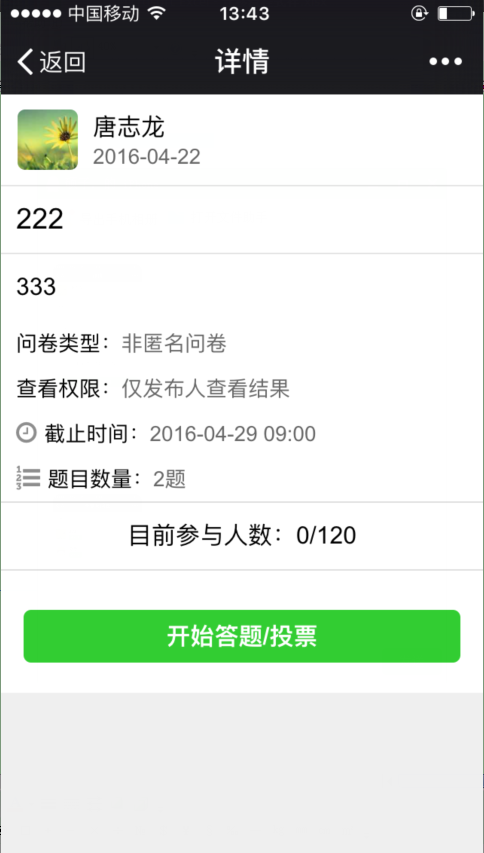 中国移动 13:43
返回 详情
唐志龙
2016-04-22
222
333
问卷类型：非匿名问卷
查看权限：仅发布人查看结果
截止时间：2016-04-29 09:00
题目数量：2题
目前参与人数：0/120
开始答题/投票